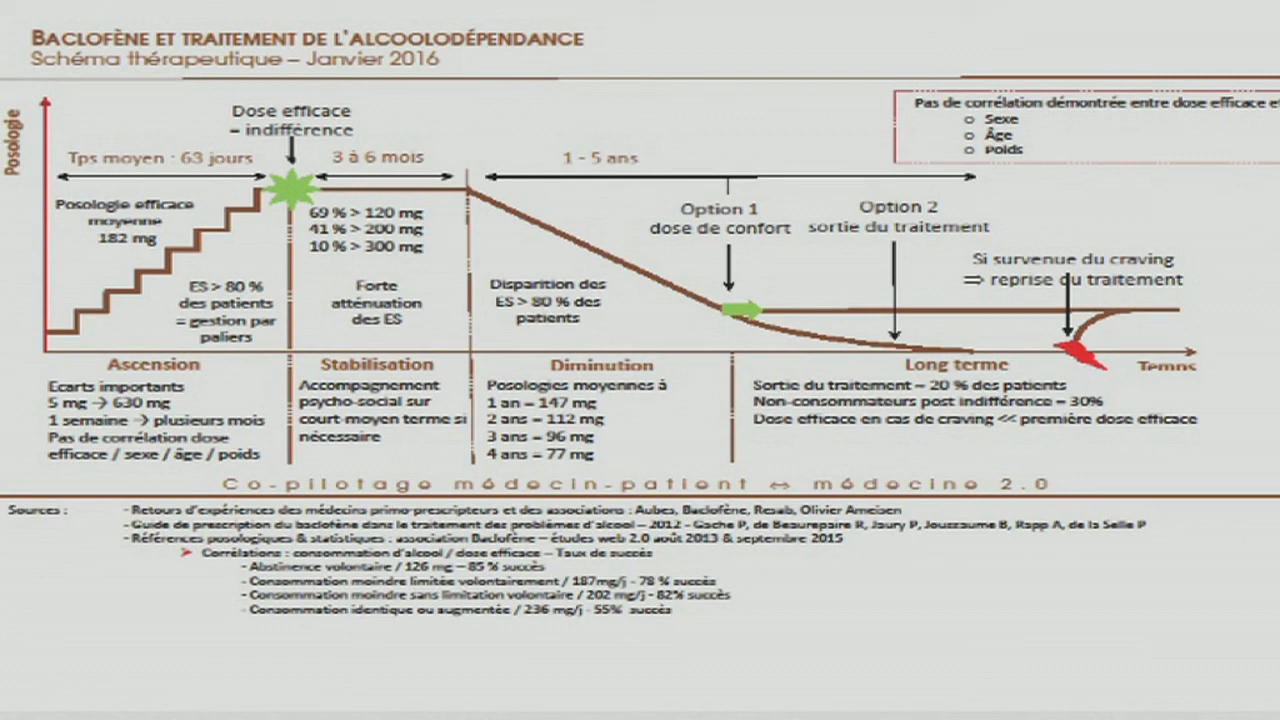 BACLOFÈNE ET TRAITEMENT DE L'ALCOOLODÉPENDANCE
Schéma thérapeutique – Janvier 2016
Posologie
Dose efficace
= indifférence
Pas de corrélation démontrée entre dose efficace et
o Sexe
o Âge
o Poids
Tps moyen : 63 jours
3 à 6 mois
1 - 5 ans
Posologie efficace
moyenne
182 mg
69 % > 120 mg
41 % > 200 mg
10 % > 300 mg
Option 1
dose de confort
Option 2
sortie du traitement
Si survenue du craving
⇒ reprise du traitement
ES > 80 %
des patients
= gestion par
paliers
Forte
atténuation
des ES
Disparition des
ES > 80 % des
patients
Ascension
Stabilisation
Diminution
Long terme
Temps
Ecarts importants
5 mg → 630 mg
1 semaine → plusieurs mois
Pas de corrélation dose
efficace / sexe / âge / poids
Accompagnement
psycho-social sur
court-moyen terme si
nécessaire
Posologies moyennes à
1 an = 147 mg
2 ans = 112 mg
3 ans = 96 mg
4 ans = 77 mg
Sortie du traitement = 20 % des patients
Non-consommateurs post indifférence = 30%
Dose efficace en cas de craving << première dose efficace
Co-pilotage médecin-patient ⇔ médecine 2.0
Sources :
- Retours d'expériences des médecins primo-prescripteurs et des associations : Aubes, Baclofène, Resab, Olivier Ameisen
- Guide de prescription du baclofène dans le traitement des problèmes d'alcool – 2012 - Gache P, de Beaurepaire R, Jaury P, Joussaume B, Rapp A, de la Selle P
- Références posologiques & statistiques : association Baclofène – études web 2.0 août 2013 & septembre 2015
➤ Corrélations : consommation d'alcool / dose efficace – Taux de succès
- Abstinence volontaire / 126 mg – 85 % succès
- Consommation moindre limitée volontairement / 187mg/j - 78 % succès
- Consommation moindre sans limitation volontaire / 202 mg/j - 82% succès
- Consommation identique ou augmentée / 236 mg/j - 55% succès